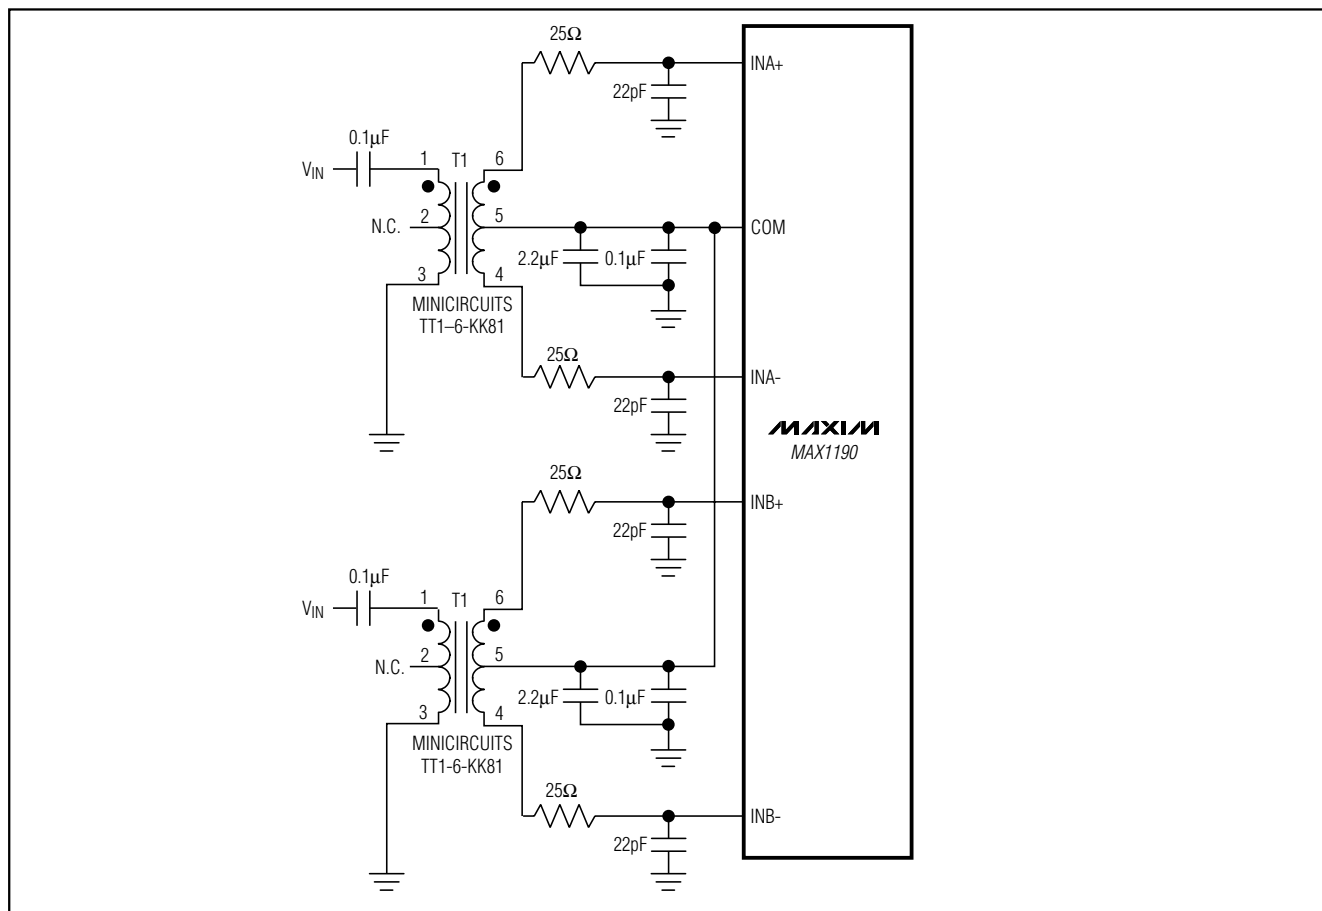 25Ω
INA+
22pF
0.1μF
VIN
1
T1
6
N.C.
2
5
COM
2.2μF
0.1μF
3
4
MINICIRCUITS
TT1–6-KK81
25Ω
INA-
22pF
MAXIM
MAX1190
25Ω
INB+
22pF
0.1μF
VIN
1
T1
6
N.C.
2
5
2.2μF
0.1μF
3
4
MINICIRCUITS
TT1-6-KK81
25Ω
INB-
22pF